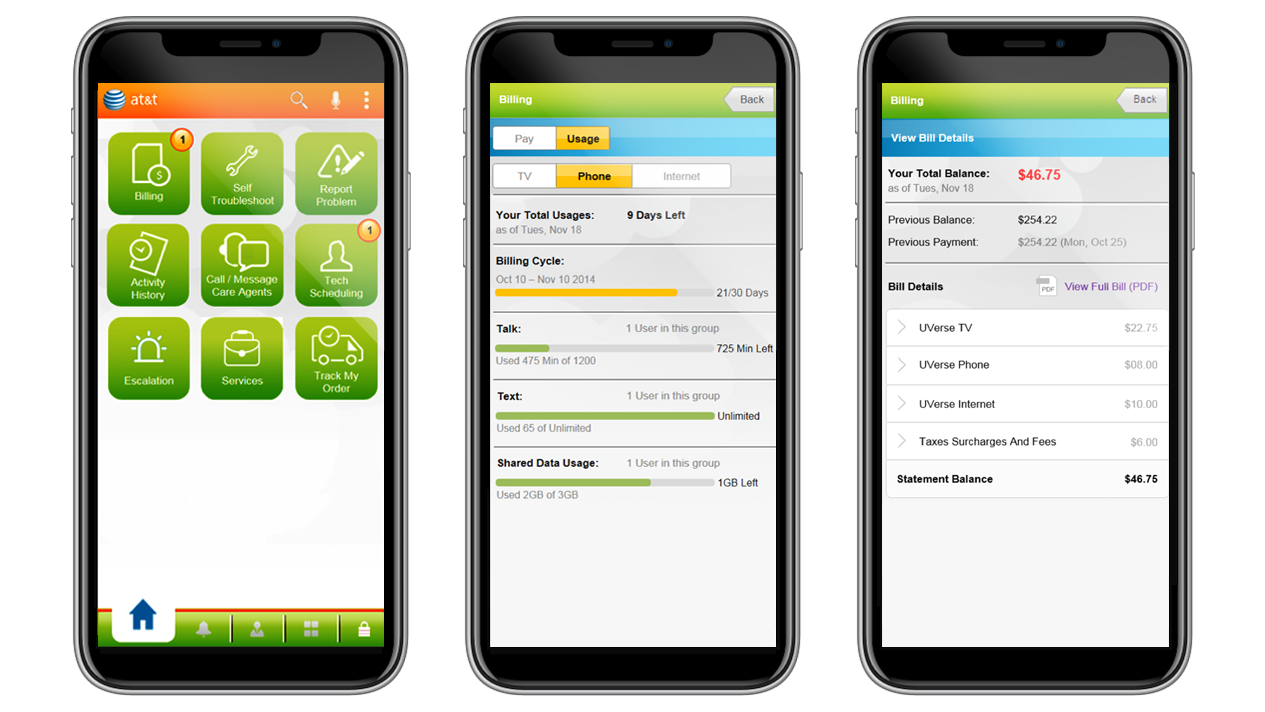 at&t
1
Billing
Self
Troubleshoot
Report
Problem
1
Activity
History
Call / Message
Care Agents
Tech
Scheduling
Escalation
Services
Track My
Order
Billing
Back
Pay
Usage
TV
Phone
Internet
Your Total Usages: 9 Days Left
as of Tues, Nov 18
Billing Cycle:
Oct 10 – Nov 10 2014
21/30 Days
Talk: 1 User in this group
725 Min Left
Used 475 Min of 1200
Text: 1 User in this group
Unlimited
Used 65 of Unlimited
Shared Data Usage: 1 User in this group
1GB Left
Used 2GB of 3GB
Billing
Back
View Bill Details
Your Total Balance: $46.75
as of Tues, Nov 18
Previous Balance: $254.22
Previous Payment: $254.22 (Mon, Oct 25)
Bill Details PDF View Full Bill (PDF)
UVerse TV $22.75
UVerse Phone $08.00
UVerse Internet $10.00
Taxes Surcharges And Fees $6.00
Statement Balance $46.75